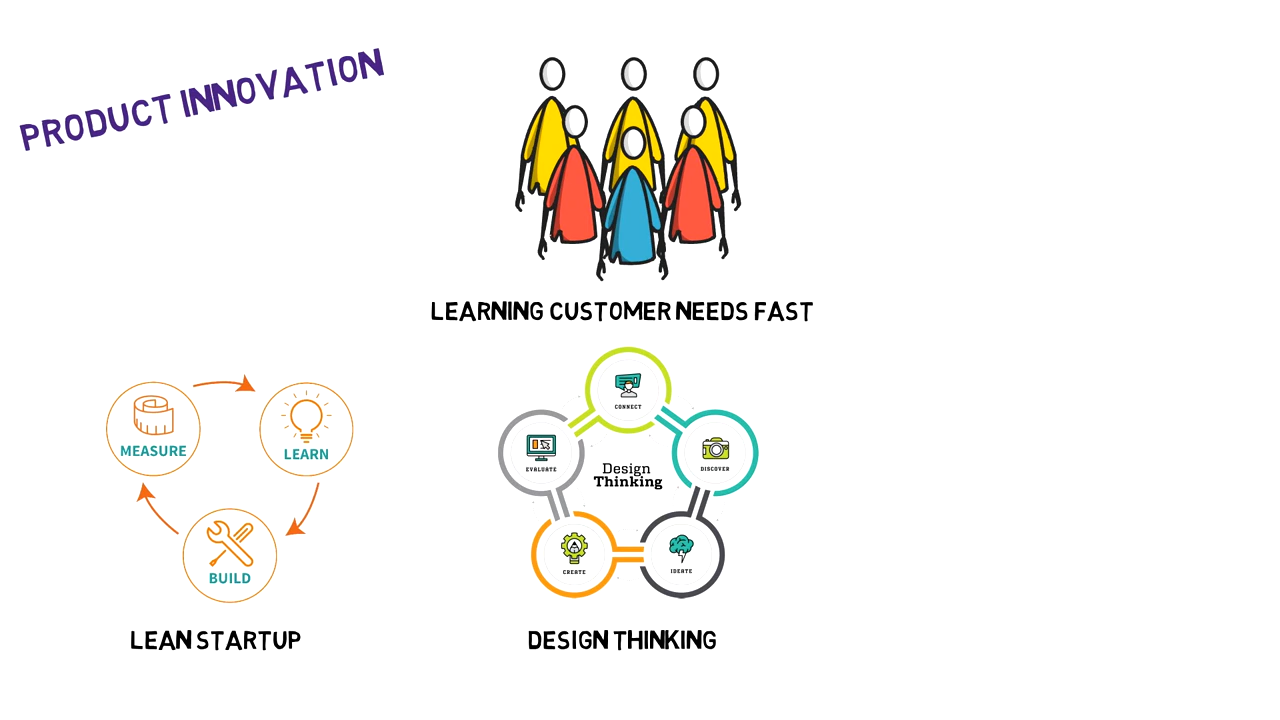 PRODUCT INNOVATION
LEARNING CUSTOMER NEEDS FAST
MEASURE
LEARN
BUILD
LEAN STARTUP
CONNECT
EVALUATE
DISCOVER
Design
Thinking
CREATE
IDEATE
DESIGN THINKING